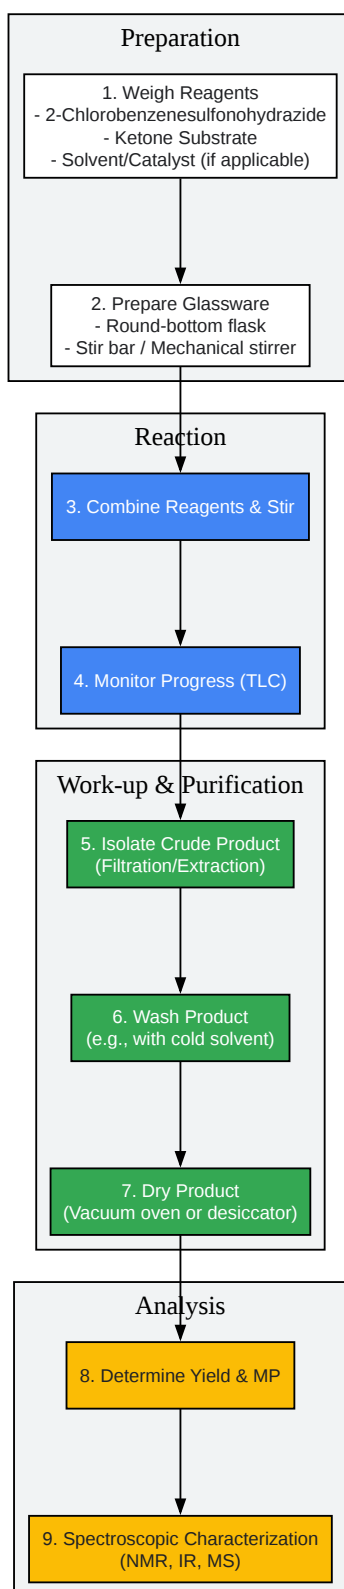 Preparation
1. Weigh Reagents
- 2-Chlorobenzenesulfonohydrazide
- Ketone Substrate
- Solvent/Catalyst (if applicable)
2. Prepare Glassware
- Round-bottom flask
- Stir bar / Mechanical stirrer
Reaction
3. Combine Reagents & Stir
4. Monitor Progress (TLC)
Work-up & Purification
5. Isolate Crude Product
(Filtration/Extraction)
6. Wash Product
(e.g., with cold solvent)
7. Dry Product
(Vacuum oven or desiccator)
Analysis
8. Determine Yield & MP
9. Spectroscopic Characterization
(NMR, IR, MS)